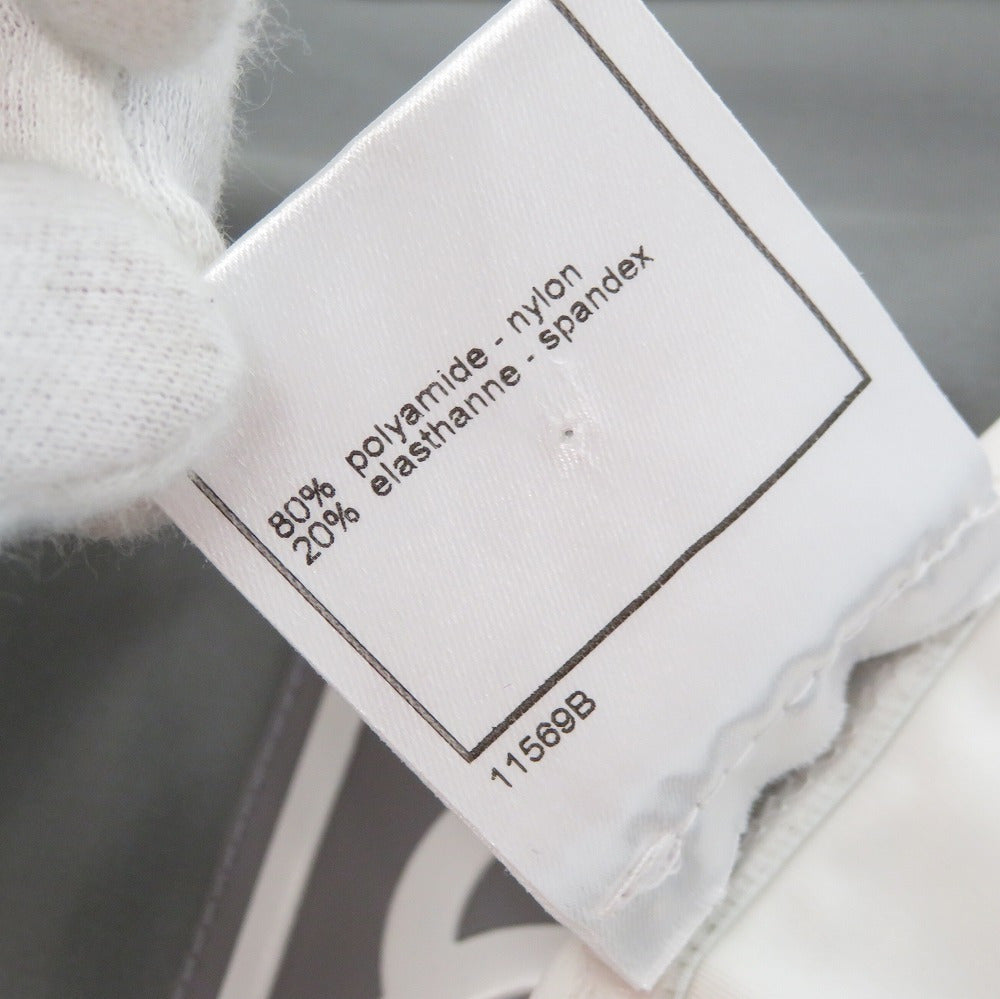 80% polyamide - nylon
20% elasthanne - spandex
11569B